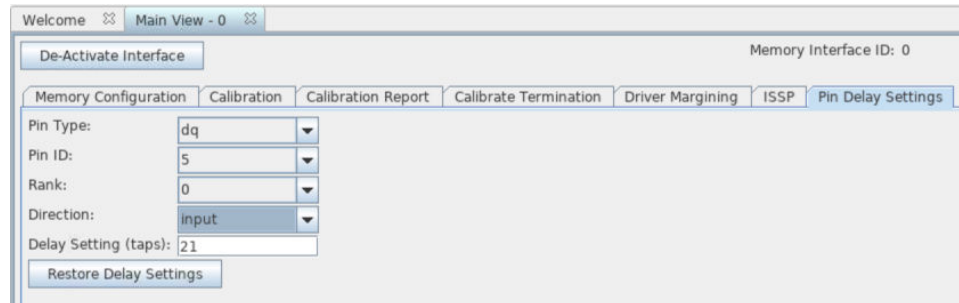 Welcome Main View - 0
De-Activate Interface Memory Interface ID: 0
Memory Configuration Calibration Calibration Report Calibrate Termination Driver Margining ISSP Pin Delay Settings
Pin Type: dq
Pin ID: 5
Rank: 0
Direction: input
Delay Setting (taps): 21
Restore Delay Settings